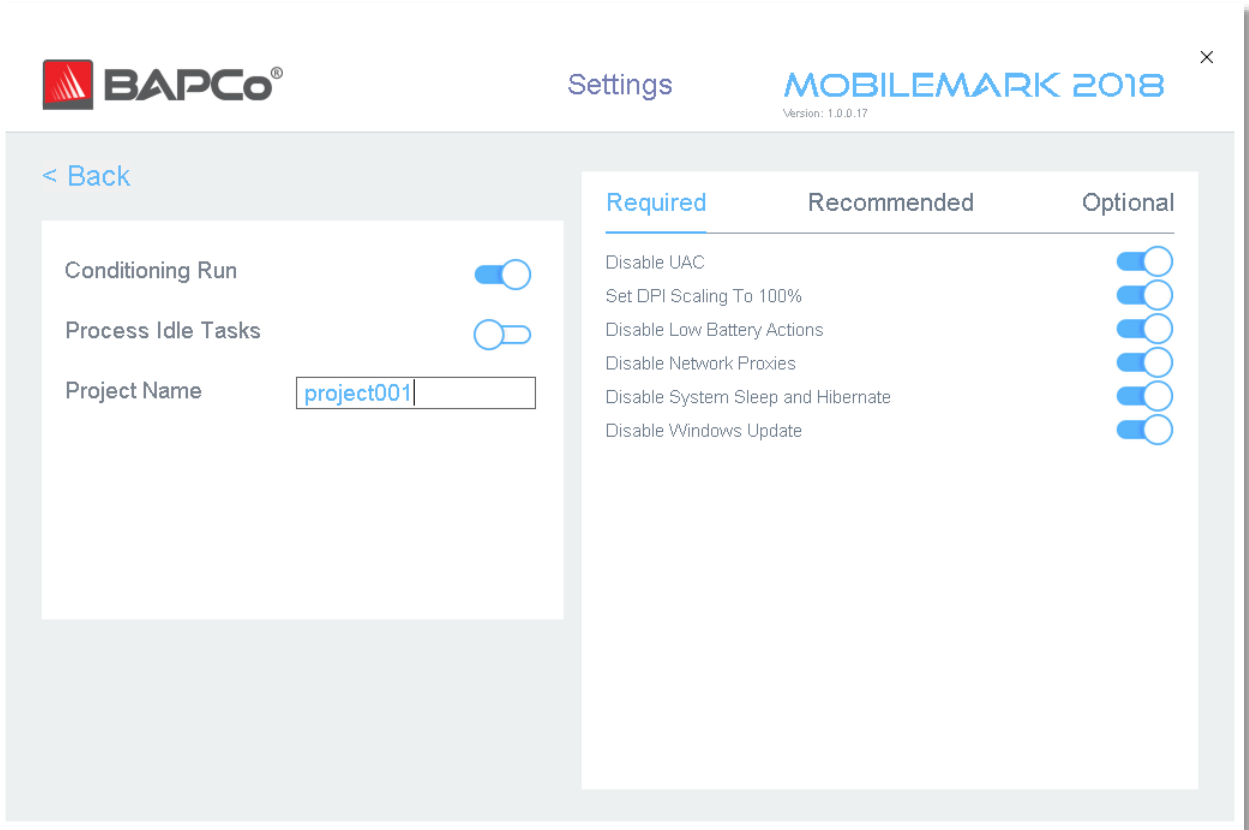 BAPCo®
Settings
MOBILEMARK 2018
Version: 1.0.0.17
< Back
Conditioning Run
Process Idle Tasks
Project Name
project001
Required Recommended Optional
Disable UAC
Set DPI Scaling To 100%
Disable Low Battery Actions
Disable Network Proxies
Disable System Sleep and Hibernate
Disable Windows Update